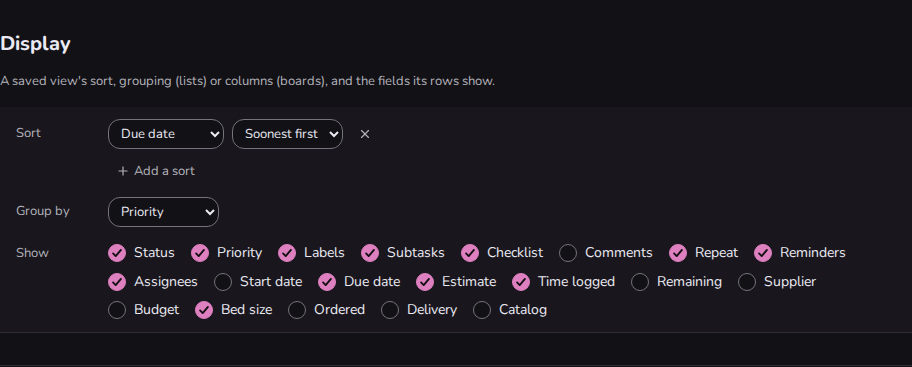 Display
A saved view's sort, grouping (lists) or columns (boards), and the fields its rows show.
Sort Due date Soonest first ×
+ Add a sort
Group by Priority
Show Status Priority Labels Subtasks Checklist Comments Repeat Reminders
Assignees Start date Due date Estimate Time logged Remaining Supplier
Budget Bed size Ordered Delivery Catalog